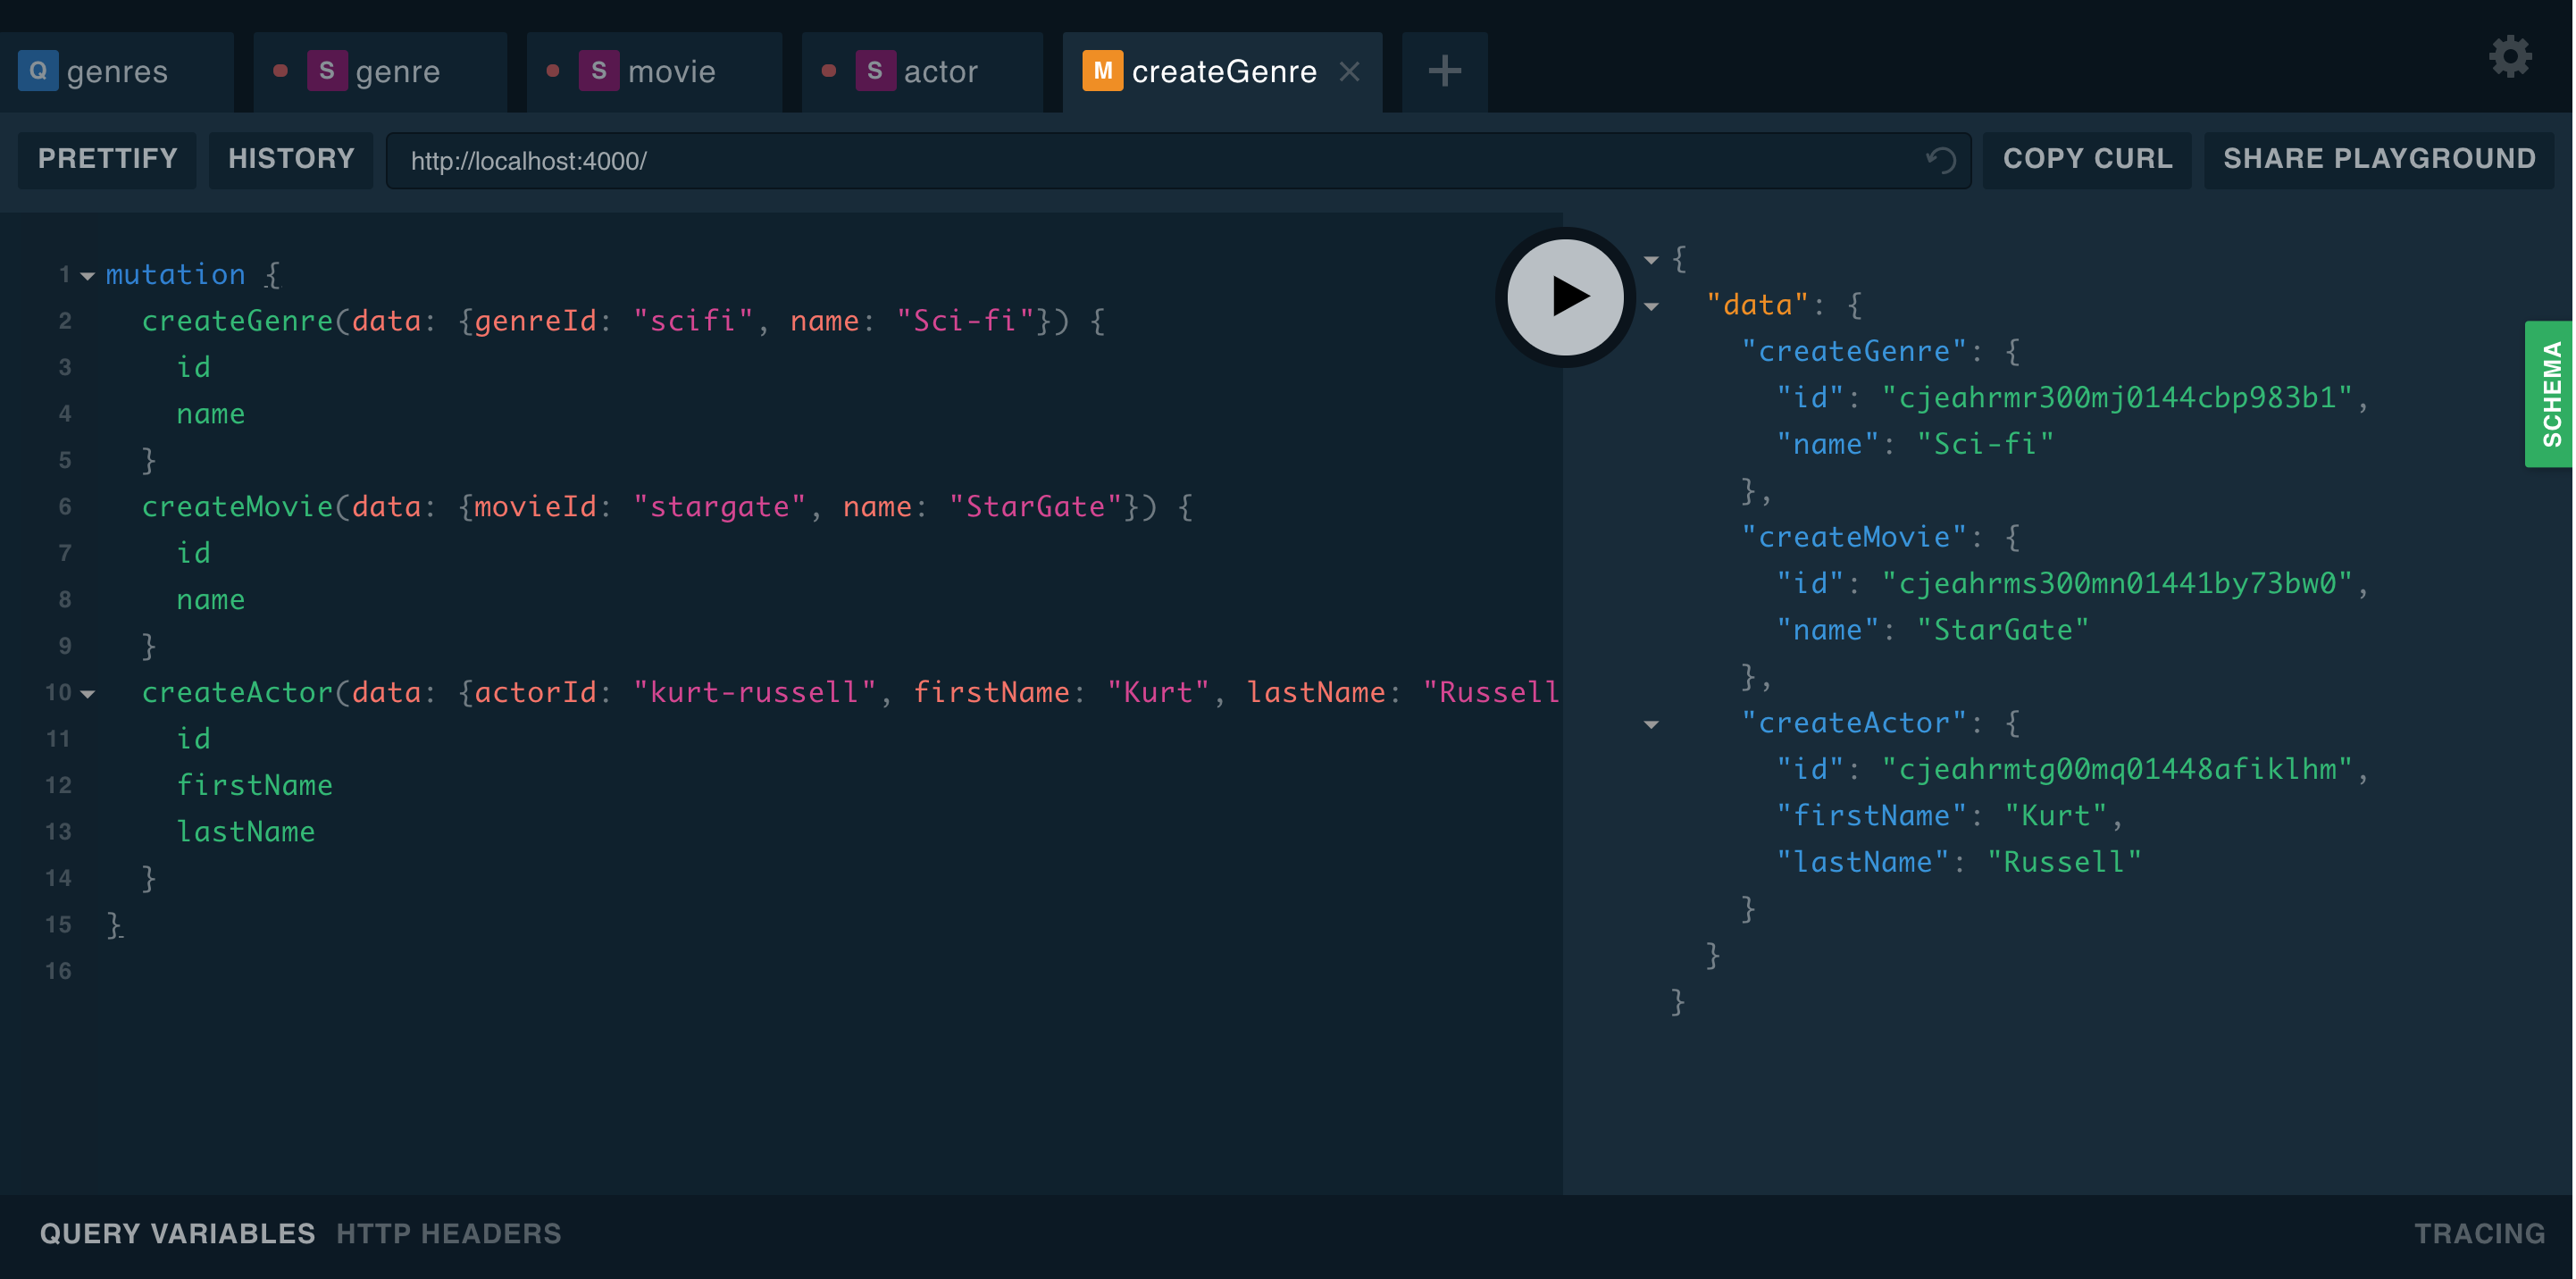 Q genres S genre S movie S actor M createGenre × +
PRETTIFY HISTORY http://localhost:4000/ COPY CURL SHARE PLAYGROUND
1 mutation {
2 createGenre(data: {genreId: "scifi", name: "Sci-fi"}) {
3 id
4 name
5 }
6 createMovie(data: {movieId: "stargate", name: "StarGate"}) {
7 id
8 name
9 }
10 createActor(data: {actorId: "kurt-russell", firstName: "Kurt", lastName: "Russell
11 id
12 firstName
13 lastName
14 }
15 }
16
{
"data": {
"createGenre": {
"id": "cjeahrmr300mj0144cbp983b1",
"name": "Sci-fi"
},
"createMovie": {
"id": "cjeahrms300mn01441by73bw0",
"name": "StarGate"
},
"createActor": {
"id": "cjeahrmtg00mq01448afiklhm",
"firstName": "Kurt",
"lastName": "Russell"
}
}
}
SCHEMA
QUERY VARIABLES HTTP HEADERS TRACING